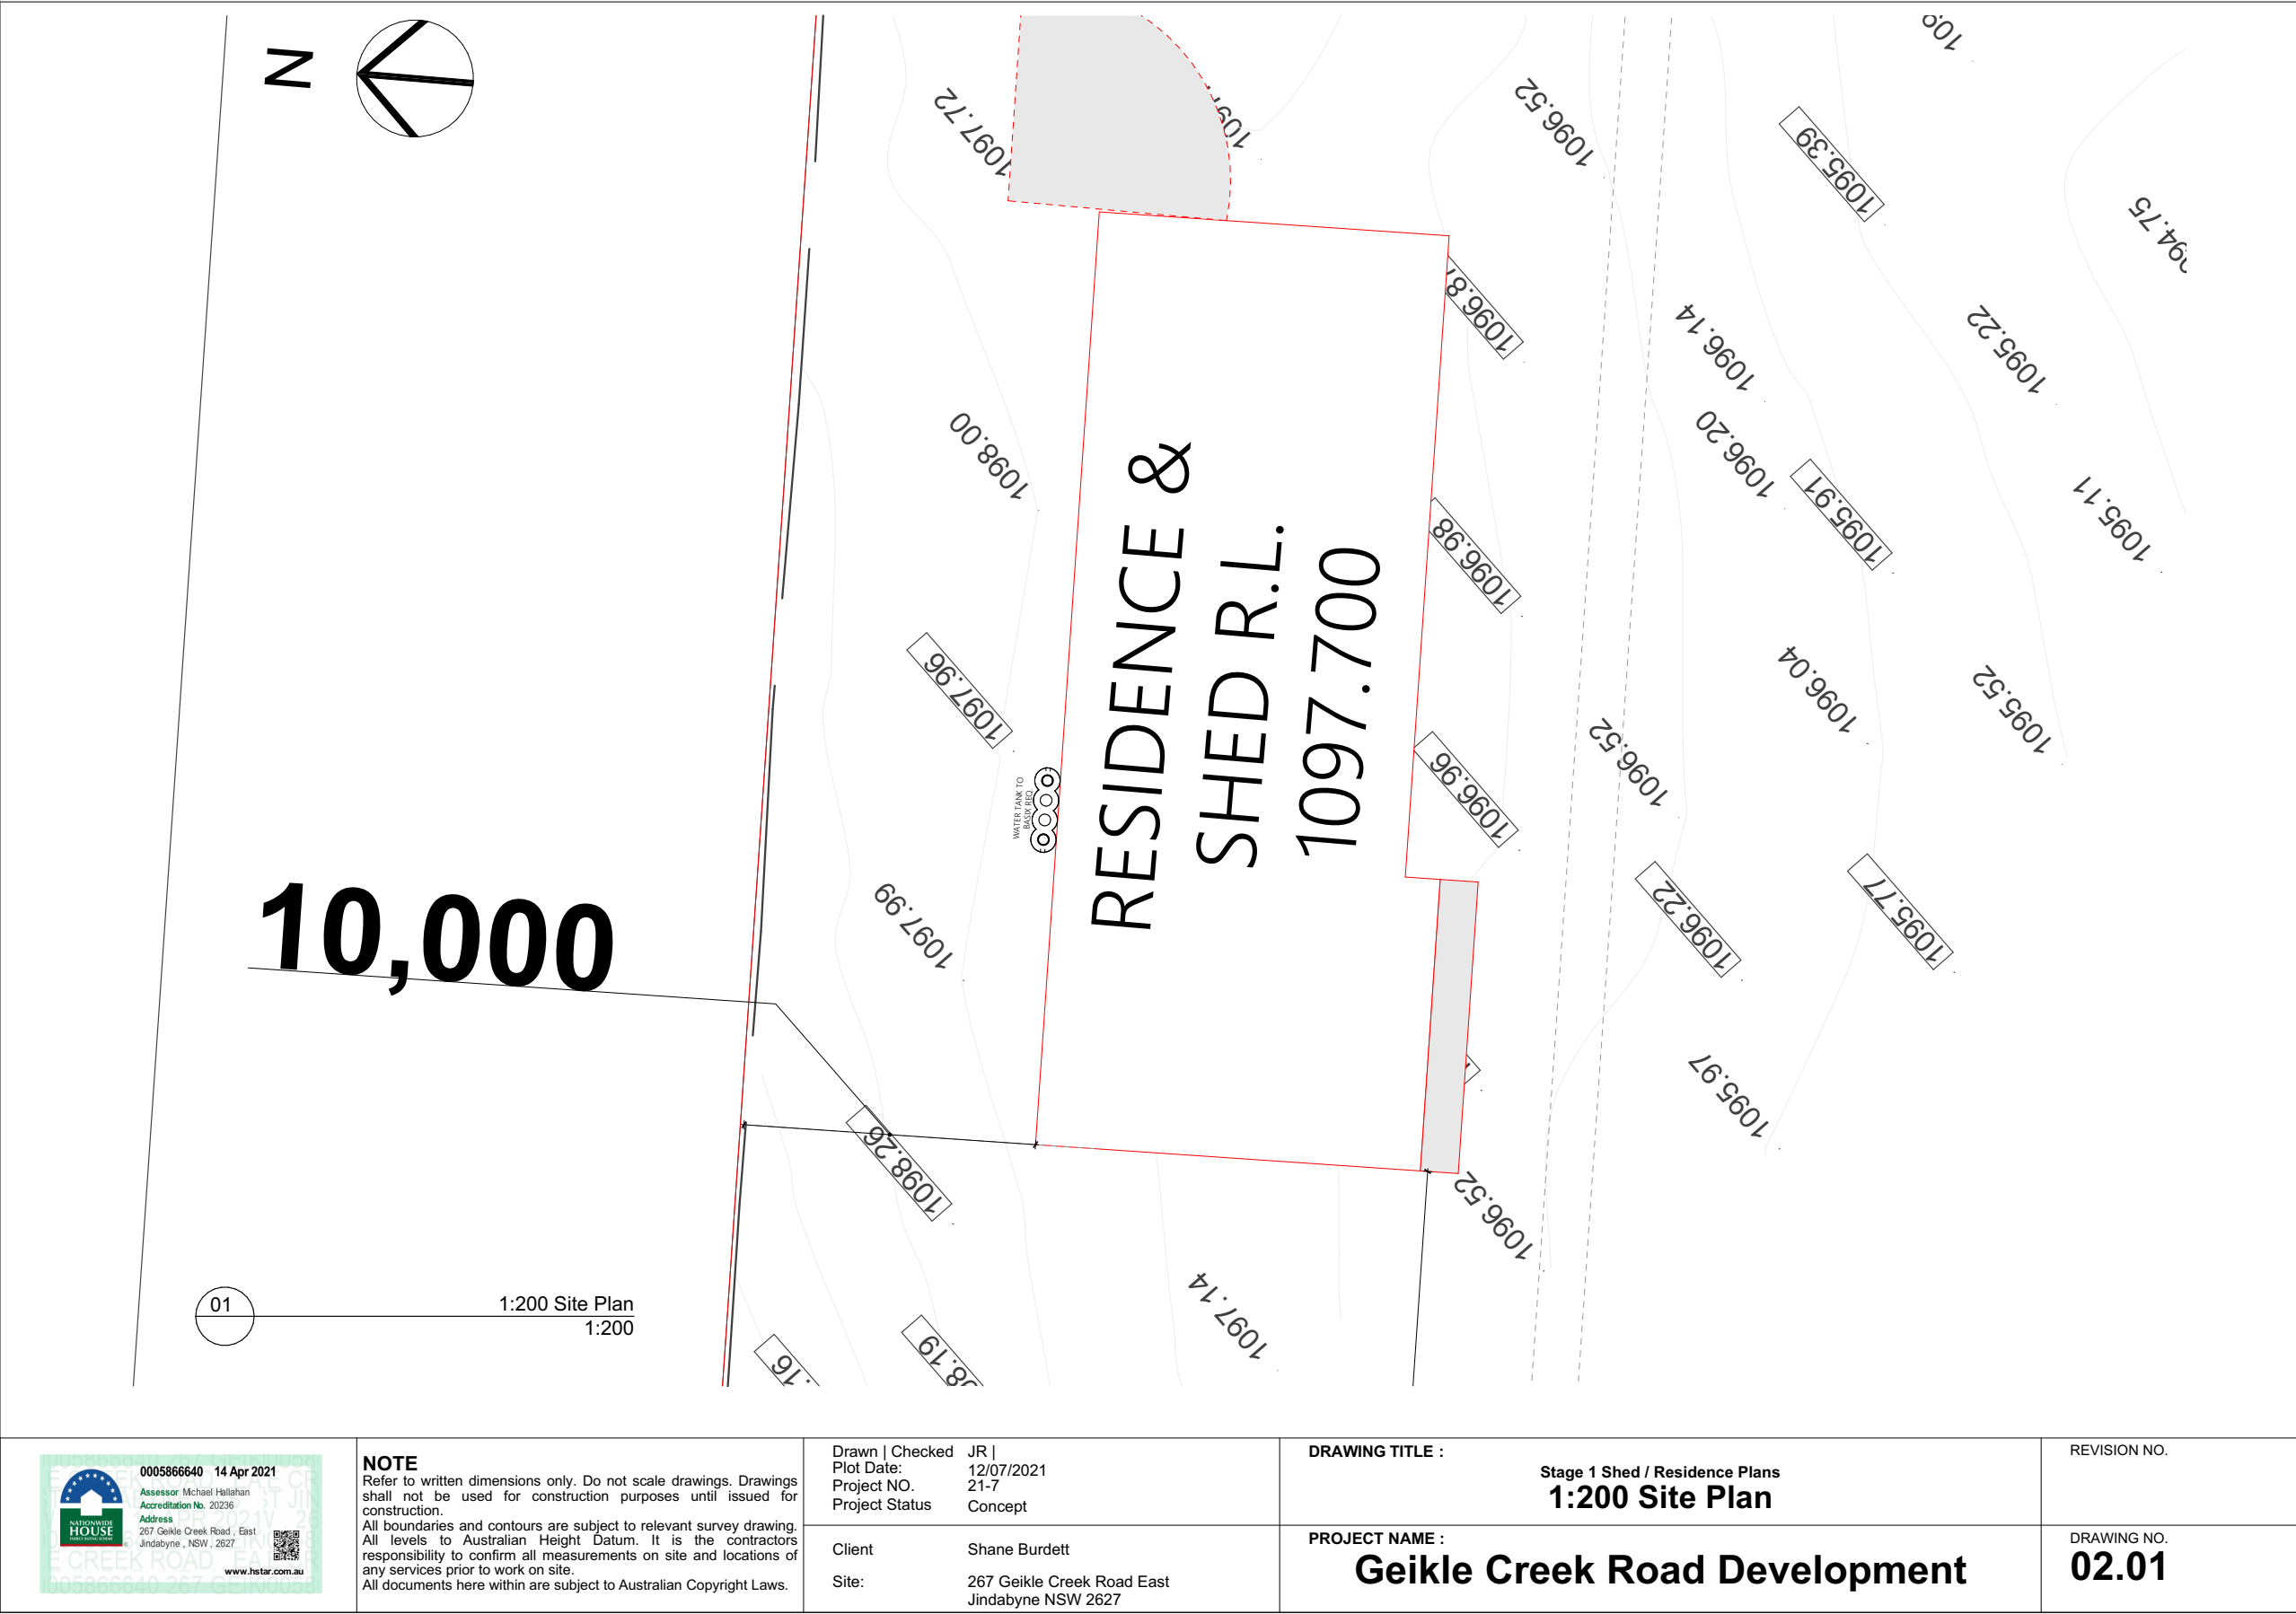 N
1097.72
1096.52
1095.39
1096.14
1095.22
1098.00
1096.20
1095.91
1095.11
1096.98
RESIDENCE &
SHED R.L.
1097.700
1097.96
1096.04
1095.52
WATER TANK TO
BASIX REQ.
1096.96
1096.52
10,000
1097.99
1096.22
1095.77
1095.97
1098.26
1096.52
1097.14
01
1:200 Site Plan
1:200
0005866640 14 Apr 2021
Assessor Michael Hallahan
Accreditation No. 20236
Address
267 Geikle Creek Road , East
Jindabyne , NSW , 2627
NATIONWIDE
HOUSE
www.hstar.com.au
NOTE
Refer to written dimensions only. Do not scale drawings. Drawings
shall not be used for construction purposes until issued for
construction.
All boundaries and contours are subject to relevant survey drawing.
All levels to Australian Height Datum. It is the contractors
responsibility to confirm all measurements on site and locations of
any services prior to work on site.
All documents here within are subject to Australian Copyright Laws.
Drawn | Checked JR |
Plot Date: 12/07/2021
Project NO. 21-7
Project Status Concept
Client Shane Burdett
Site: 267 Geikle Creek Road East
Jindabyne NSW 2627
DRAWING TITLE :
Stage 1 Shed / Residence Plans
1:200 Site Plan
PROJECT NAME :
Geikle Creek Road Development
REVISION NO.
DRAWING NO.
02.01